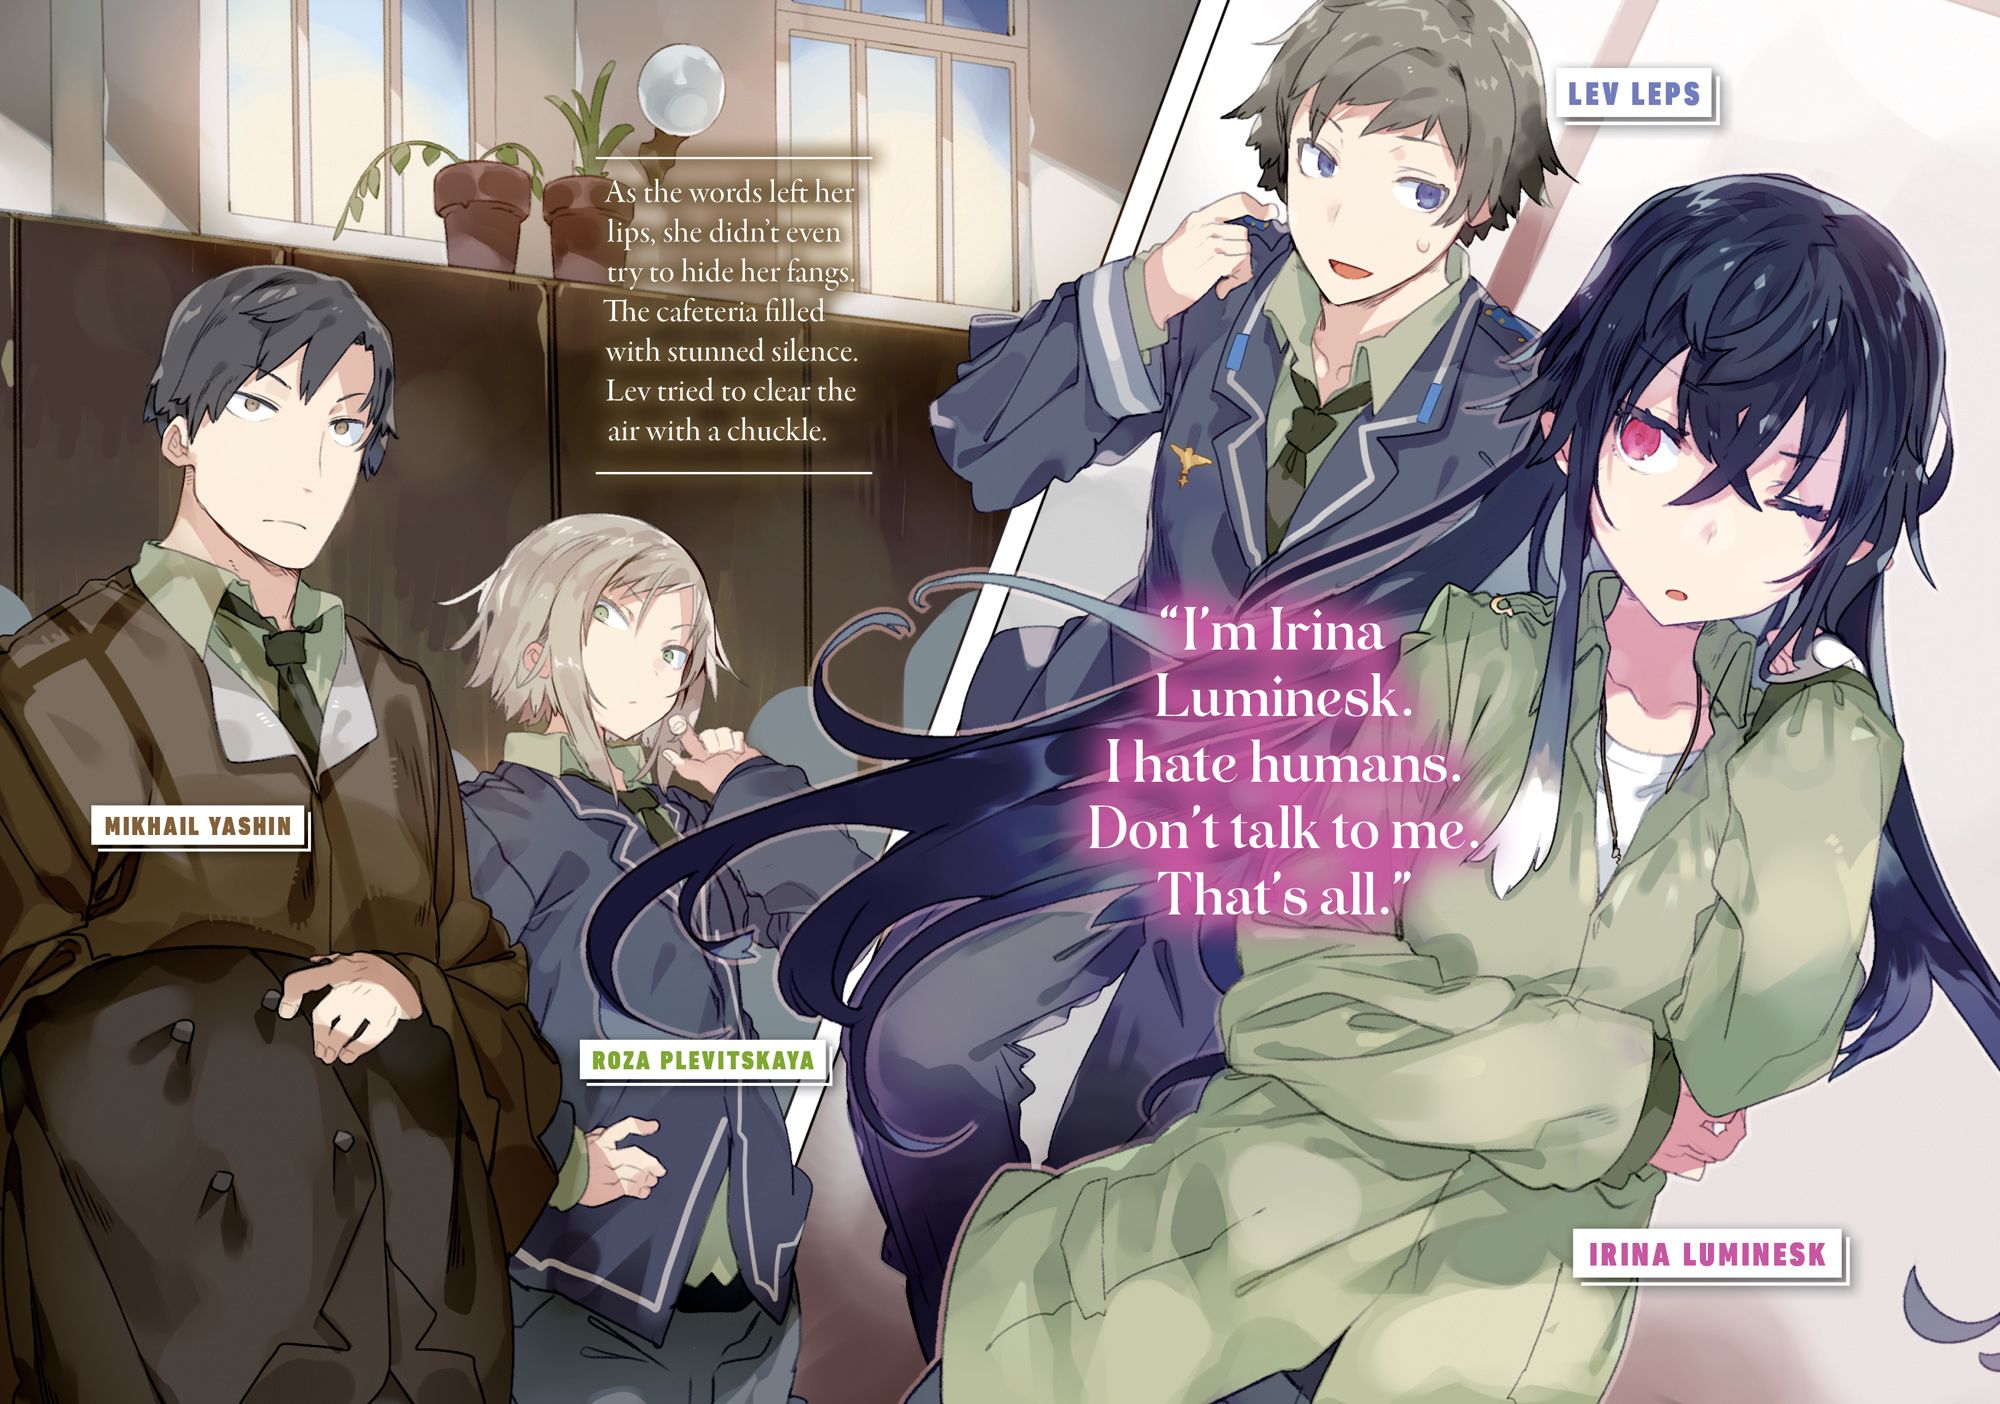 As the words left her
lips, she didn't even
try to hide her fangs.
The cafeteria filled
with stunned silence.
Lev tried to clear the
air with a chuckle.
MIKHAIL YASHIN
ROZA PLEVITSKAYA
LEV LEPS
“I'm Irina
Luminesk.
I hate humans.
Don't talk to me.
That's all.”
IRINA LUMINESK